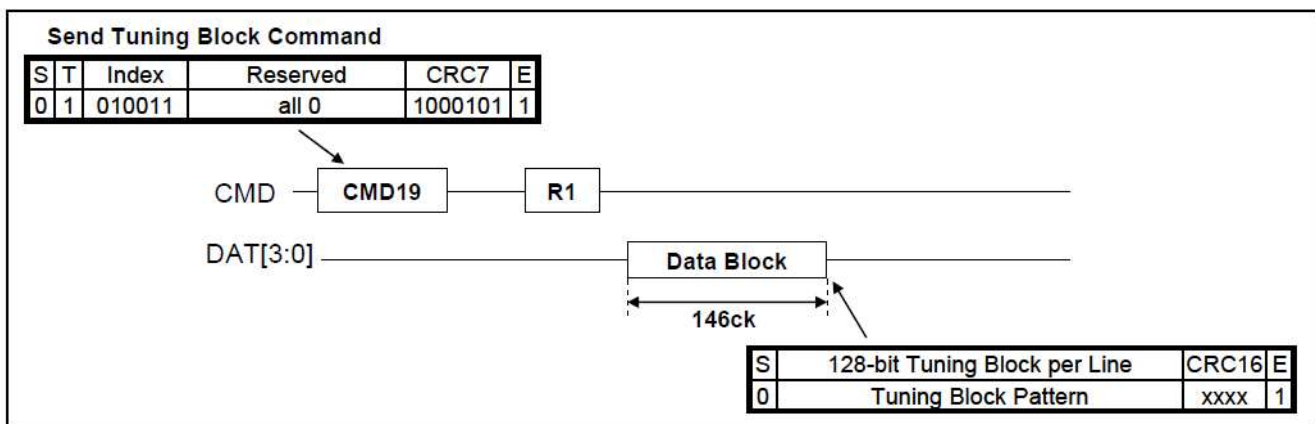 Send Tuning Block Command
S T Index Reserved CRC7 E
0 1 010011 all 0 1000101 1
CMD CMD19 R1
DAT[3:0] Data Block
146ck
S 128-bit Tuning Block per Line CRC16 E
0 Tuning Block Pattern xxxx 1